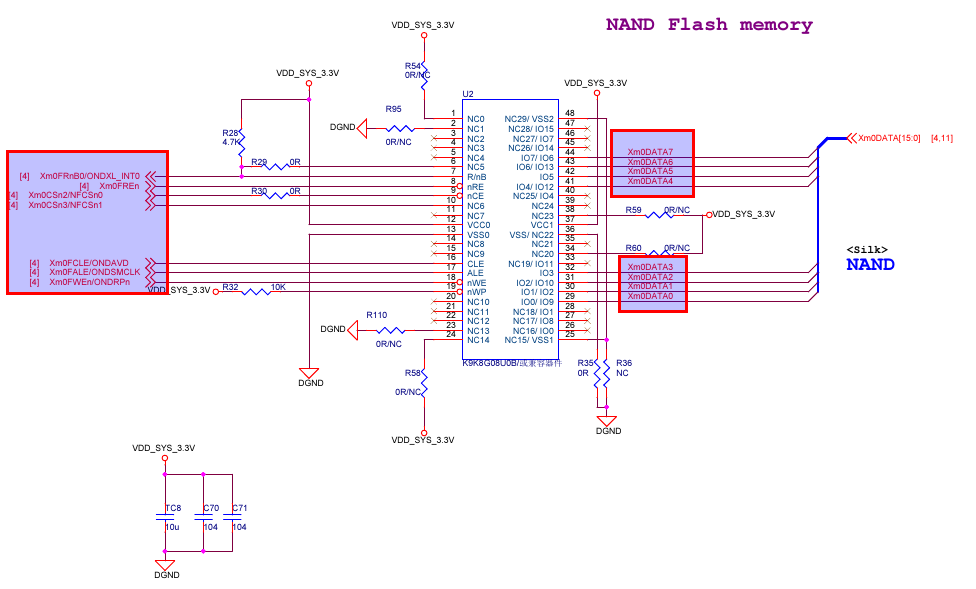 NAND Flash memory
VDD_SYS_3.3V
R54
0R/NC
VDD_SYS_3.3V
VDD_SYS_3.3V
U2
R95
DGND
0R/NC
R28
4.7K
R29 0R
R30 0R
[4] Xm0FRnB0/ONDXL_INT0
[4] Xm0FREn
[4] Xm0CSn2/NFCSn0
[4] Xm0CSn3/NFCSn1
[4] Xm0FCLE/ONDAVD
[4] Xm0FALE/ONDSMCLK
[4] Xm0FWEn/ONDRPn
VDD_SYS_3.3V R32 10K
1 NC0
2 NC1
3 NC2
4 NC3
5 NC4
6 NC5
7 R/nB
8 nRE
9 nCE
10 NC6
11 NC7
12 VCC0
13 VSS0
14 NC8
15 NC9
16 CLE
17 ALE
18 nWE
19 nWP
20 NC10
21 NC11
22 NC12
23 NC13
24 NC14
NC29/ VSS2 48
NC28/ IO15 47
NC27/ IO7 46
NC26/ IO14 45
IO7/ IO6 44
IO6/ IO13 43
IO5 42
IO4/ IO12 41
NC25/ IO4 40
NC24 39
NC23 38
VCC1 37
VSS/ NC22 36
NC21 35
NC20 34
NC19/ IO11 33
IO3 32
IO2/ IO10 31
IO1/ IO2 30
IO0/ IO9 29
NC18/ IO1 28
NC17/ IO8 27
NC16/ IO0 26
NC15/ VSS1 25
K9K8G08U0B/或兼容器件
Xm0DATA7
Xm0DATA6
Xm0DATA5
Xm0DATA4
Xm0DATA[15:0] [4,11]
R59 0R/NC
VDD_SYS_3.3V
R60 0R/NC
Xm0DATA3
Xm0DATA2
Xm0DATA1
Xm0DATA0
<Silk>
NAND
R110
DGND
0R/NC
R58
0R/NC
VDD_SYS_3.3V
DGND
R35
0R
R36
NC
DGND
VDD_SYS_3.3V
TC8
10u
C70
104
C71
104
DGND